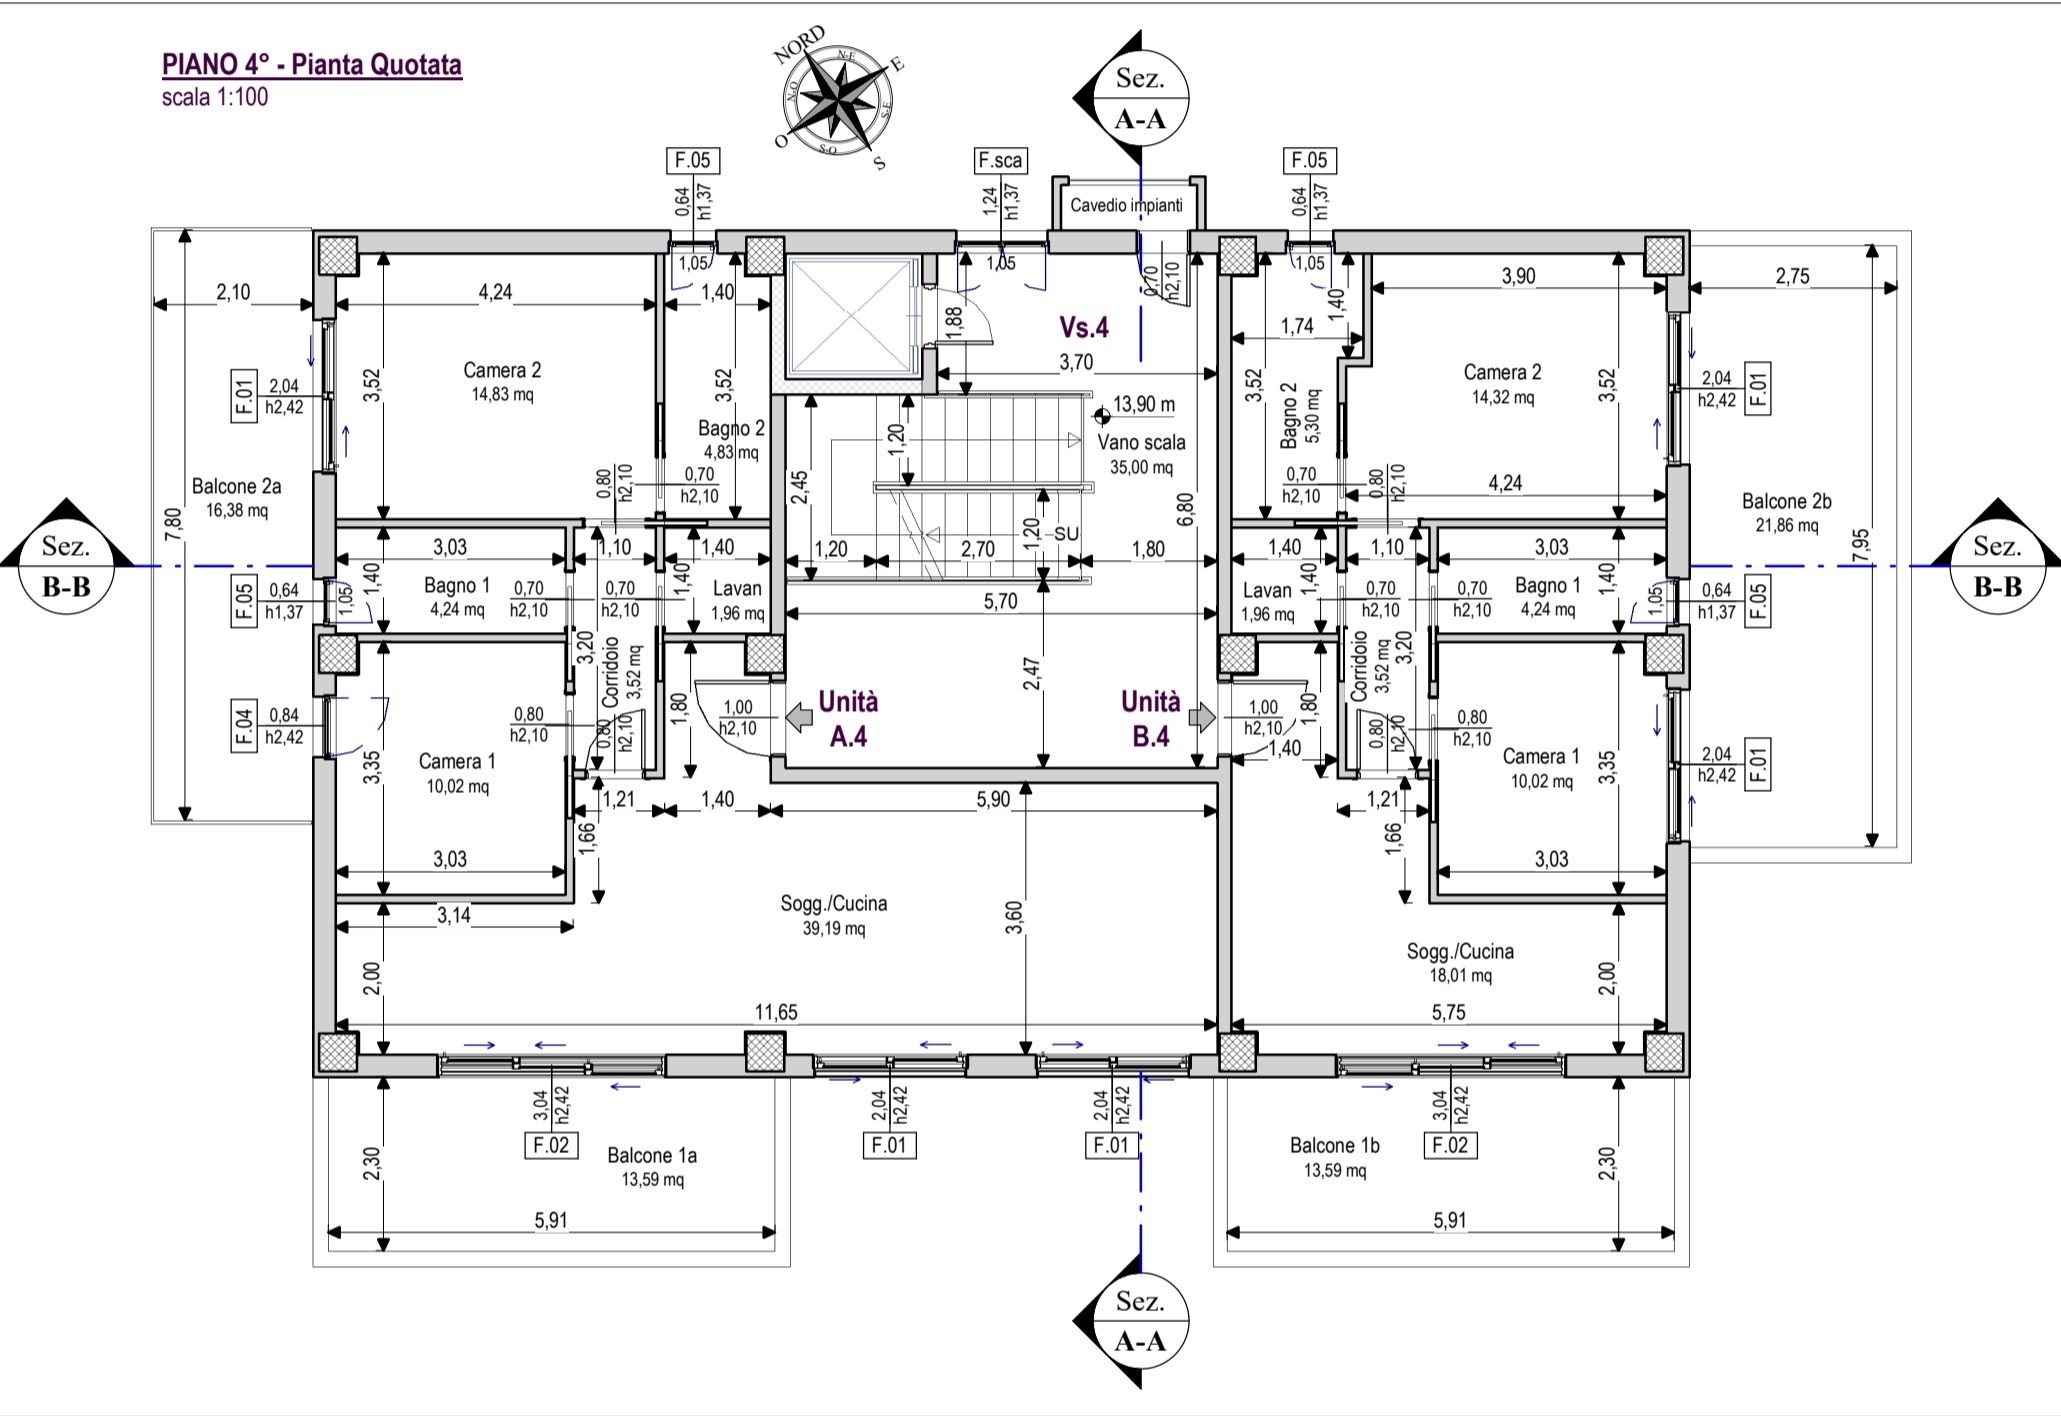 PIANO 4° - Pianta Quotata
scala 1:100
NORD
N-E
E
S-E
S
S-O
O
N-O
Sez.
A-A
F.05
0,64
h1,37
F.sca
1,24
h1,37
Cavedio impianti
F.05
0,64
h1,37
1,05
1,05
0,70
h2,10
1,05
2,10
4,24
1,40
1,88
Vs.4
3,70
1,74
1,40
3,90
2,75
F.01
2,04
h2,42
3,52
Camera 2
14,83 mq
3,52
Bagno 2
4,83 mq
0,80
h2,10
0,70
h2,10
2,45
1,20
13,90 m
Vano scala
35,00 mq
6,80
3,52
Bagno 2
5,30 mq
0,70
h2,10
0,80
h2,10
Camera 2
14,32 mq
3,52
4,24
2,04
h2,42
F.01
Balcone 2a
16,38 mq
7,80
Balcone 2b
21,86 mq
7,95
Sez.
B-B
3,03
1,10
1,40
1,20
2,70
1,20
SU
1,80
1,40
1,10
3,03
Sez.
B-B
F.05
0,64
h1,37
1,05
1,40
Bagno 1
4,24 mq
0,70
h2,10
0,70
h2,10
1,40
Lavan
1,96 mq
5,70
Lavan
1,96 mq
1,40
0,70
h2,10
0,70
h2,10
Bagno 1
4,24 mq
1,40
1,05
0,64
h1,37
F.05
3,20
Corridoio
3,52 mq
1,80
2,47
1,80
Corridoio
3,52 mq
3,20
F.04
0,84
h2,42
3,35
Camera 1
10,02 mq
0,80
h2,10
0,80
h2,10
1,00
h2,10
Unità
A.4
Unità
B.4
1,00
h2,10
1,40
0,80
h2,10
0,80
h2,10
Camera 1
10,02 mq
3,35
2,04
h2,42
F.01
1,21
1,40
5,90
1,21
1,66
1,66
3,03
3,03
3,14
Sogg./Cucina
39,19 mq
3,60
Sogg./Cucina
18,01 mq
2,00
2,00
11,65
5,75
3,04
h2,42
F.02
2,04
h2,42
F.01
2,04
h2,42
F.01
3,04
h2,42
F.02
2,30
Balcone 1a
13,59 mq
Balcone 1b
13,59 mq
2,30
5,91
5,91
Sez.
A-A